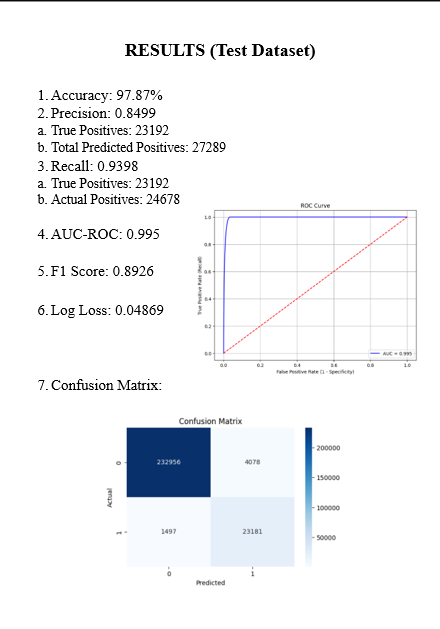 RESULTS (Test Dataset)
1. Accuracy: 97.87%
2. Precision: 0.8499
a. True Positives: 23192
b. Total Predicted Positives: 27289
3. Recall: 0.9398
a. True Positives: 23192
b. Actual Positives: 24678
4. AUC-ROC: 0.995
5. F1 Score: 0.8926
6. Log Loss: 0.04869
ROC Curve
True Positive Rate (Recall)
1.0
0.8
0.6
0.4
0.2
0.0
0.0 0.2 0.4 0.6 0.8 1.0
False Positive Rate (1 - Specificity)
AUC = 0.995
7. Confusion Matrix:
Confusion Matrix
Actual
0
232956 4078
1
1497 23181
0 1
Predicted
200000
150000
100000
50000